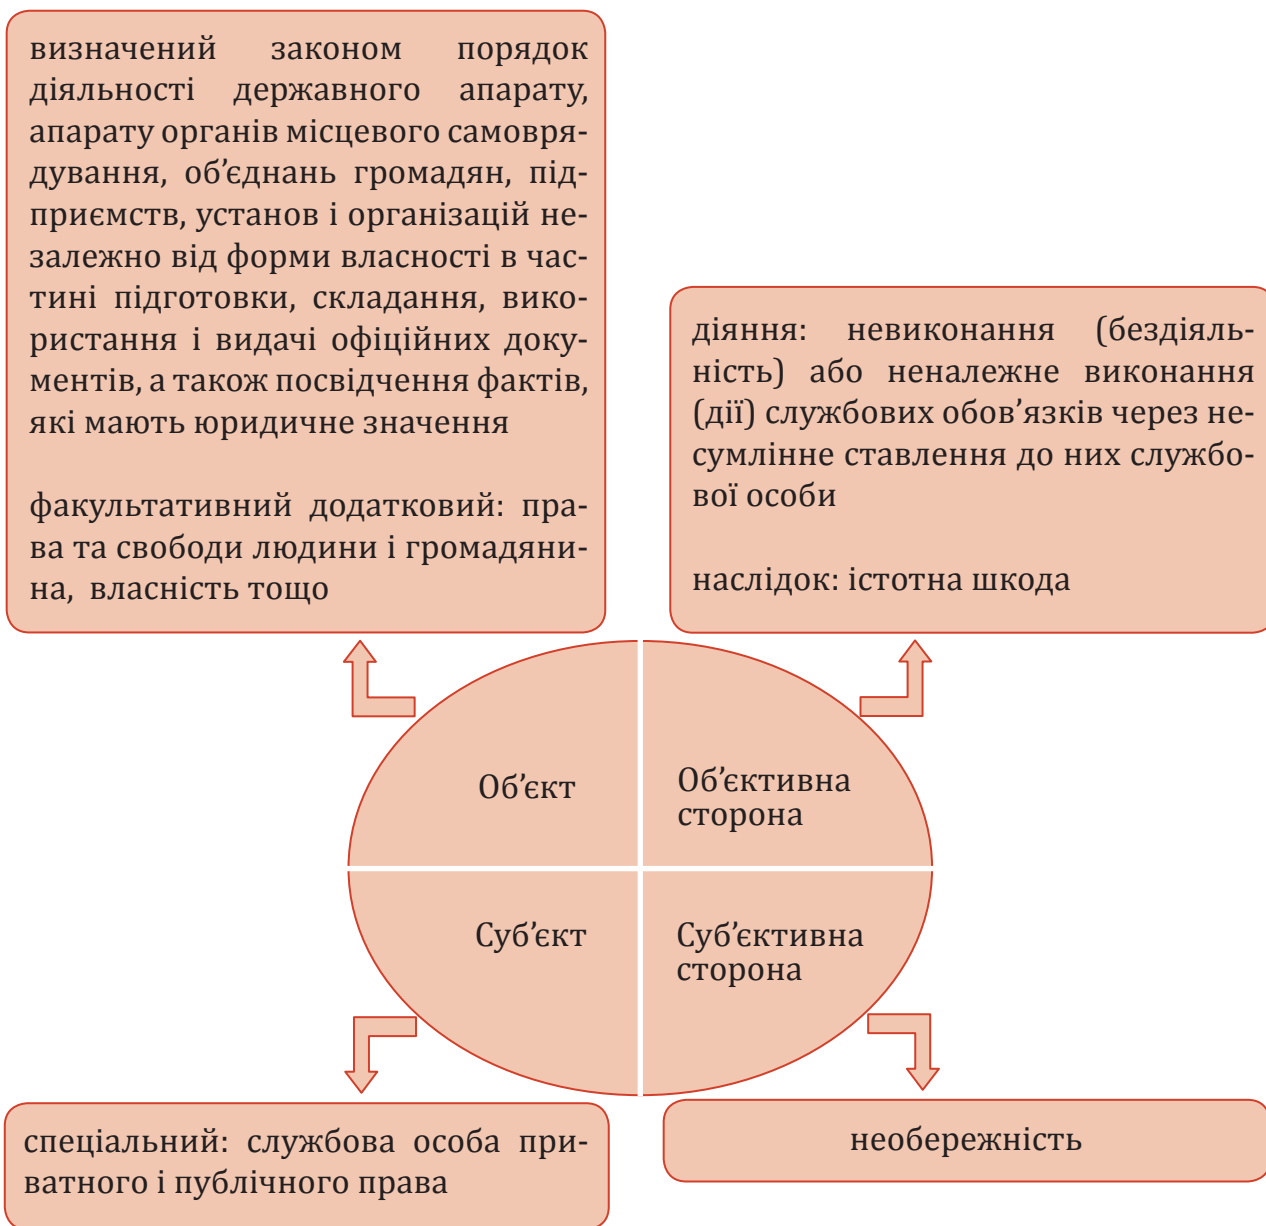 визначений законом порядок
діяльності державного апарату,
апарату органів місцевого самовря-
дування, об’єднань громадян, під-
приємств, установ і організацій не-
залежно від форми власності в час-
тині підготовки, складання, вико-
ристання і видачі офіційних доку-
ментів, а також посвідчення фактів,
які мають юридичне значення
факультативний додатковий: пра-
ва та свободи людини і громадяни-
на, власність тощо
діяння: невиконання (бездіяль-
ність) або неналежне виконання
(дії) службових обов’язків через не-
сумлінне ставлення до них службо-
вої особи
наслідок: істотна шкода
Об’єкт
Об’єктивна
сторона
Суб’єкт
Суб’єктивна
сторона
спеціальний: службова особа при-
ватного і публічного права
необережність